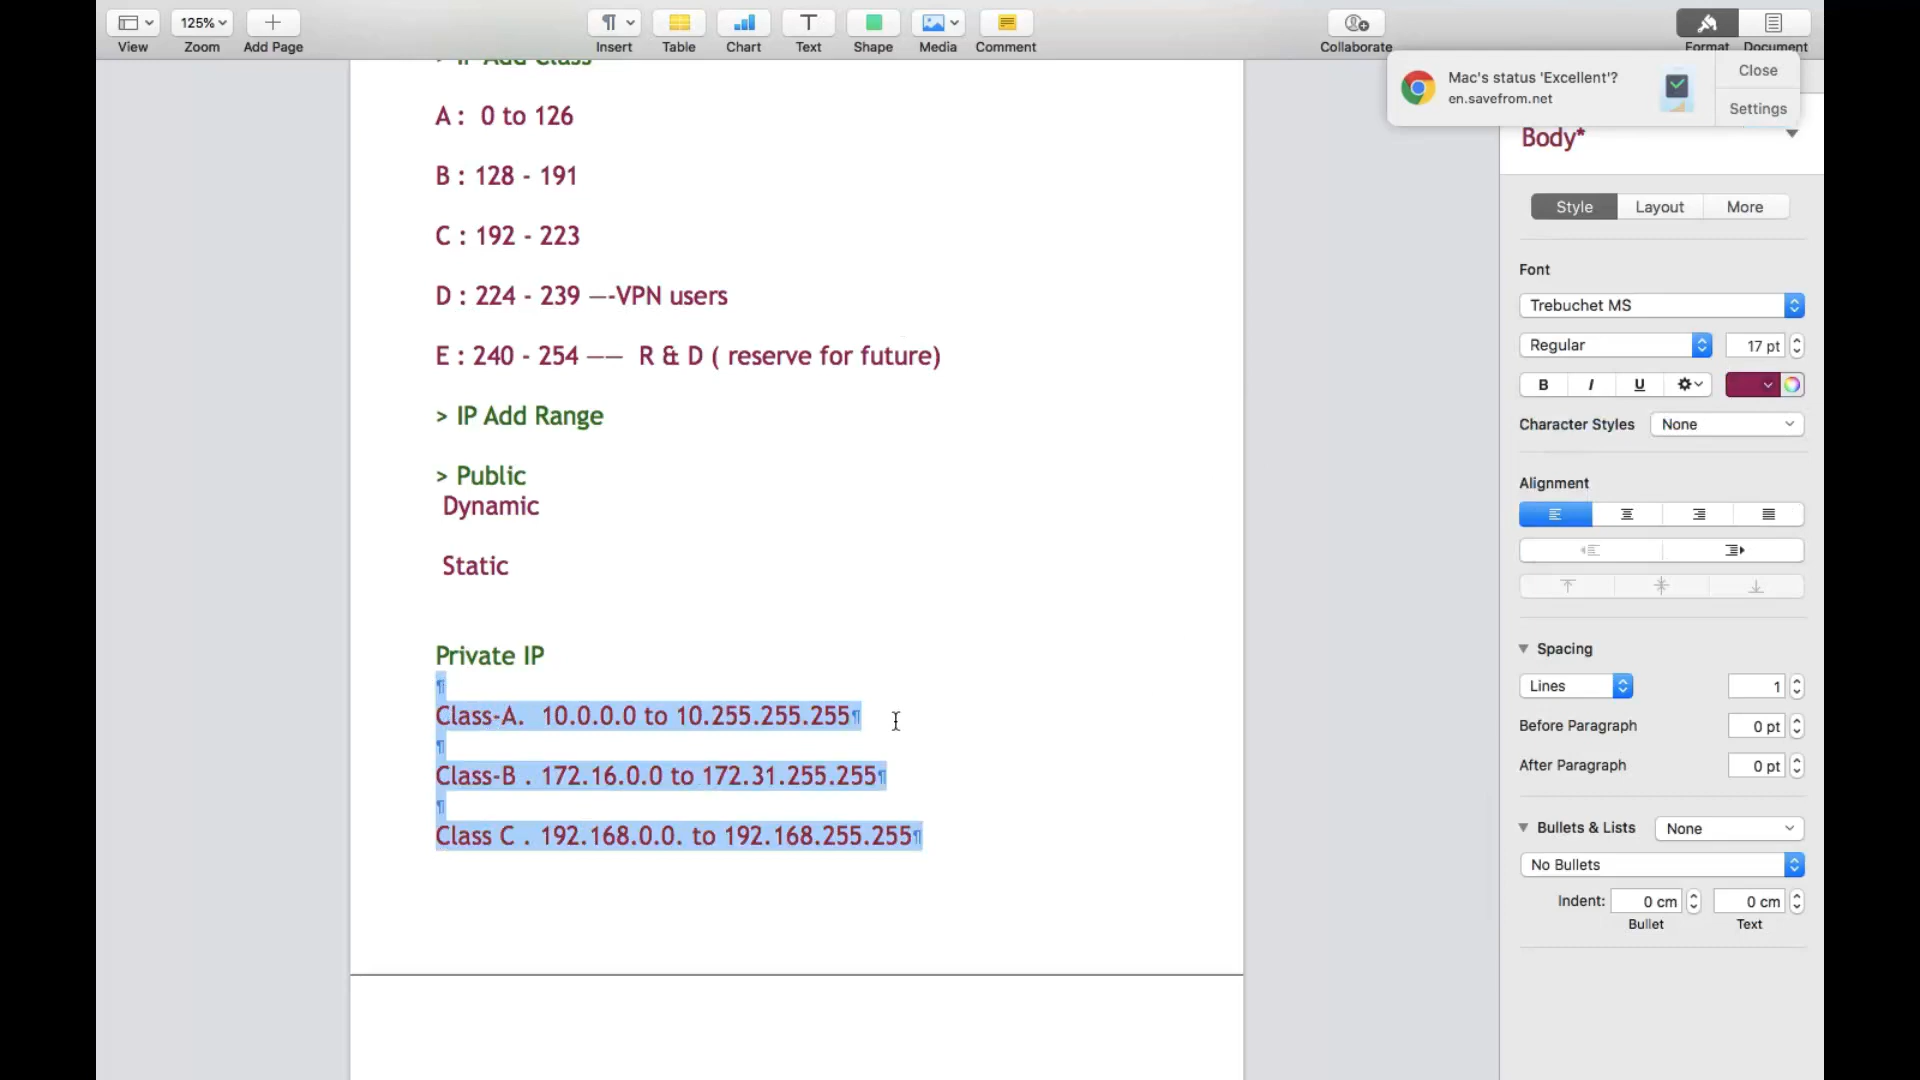 125%
View
Zoom
Add Page
Insert
Table
Chart
Text
Shape
Media
Comment
Collaborate
Format
Document
Mac's status 'Excellent'?
en.savefrom.net
Close
Settings
> IP Add Class
A :  0 to 126
B : 128 - 191
C : 192 - 223
D : 224 - 239 —-VPN users
E : 240 - 254 ——  R & D ( reserve for future)
> IP Add Range
> Public
Dynamic
Static
Private IP
¶
Class-A.  10.0.0.0 to 10.255.255.255¶
¶
Class-B . 172.16.0.0 to 172.31.255.255¶
¶
Class C . 192.168.0.0. to 192.168.255.255¶
Body*
Style
Layout
More
Font
Trebuchet MS
Regular
17 pt
B I U
Character Styles
None
Alignment
Spacing
Lines
1
Before Paragraph
0 pt
After Paragraph
0 pt
Bullets & Lists
None
No Bullets
Indent:
0 cm
0 cm
Bullet
Text